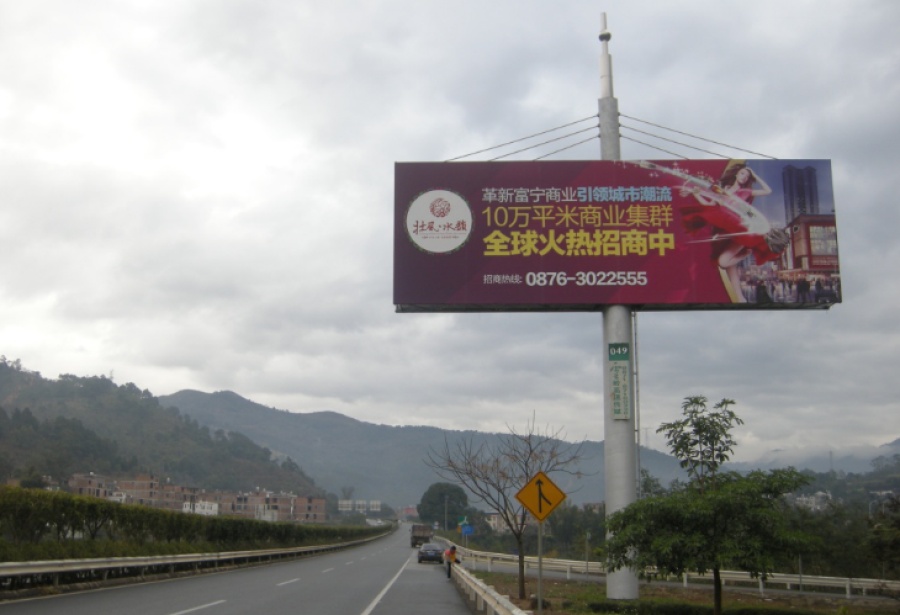 革新富宁商业引领城市潮流
10万平米商业集群
全球火热招商中
招商热线: 0876-3022555
049